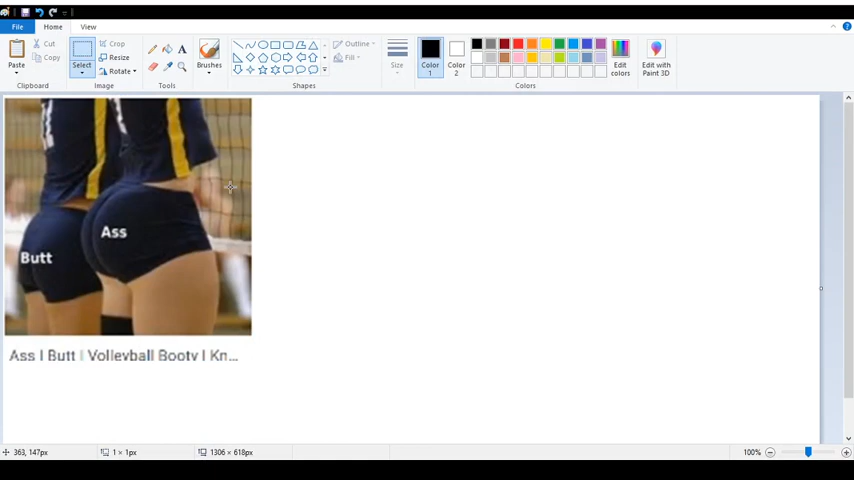 File
Home
View
Paste
Cut
Copy
Clipboard
Select
Crop
Resize
Rotate
Image
Tools
Brushes
Shapes
Outline
Fill
Size
Color
1
Color
2
Colors
Edit
colors
Edit with
Paint 3D
Butt
Ass
Ass | Butt | Volleyball Booty | Kn...
363, 147px
1 × 1px
1306 × 618px
100%